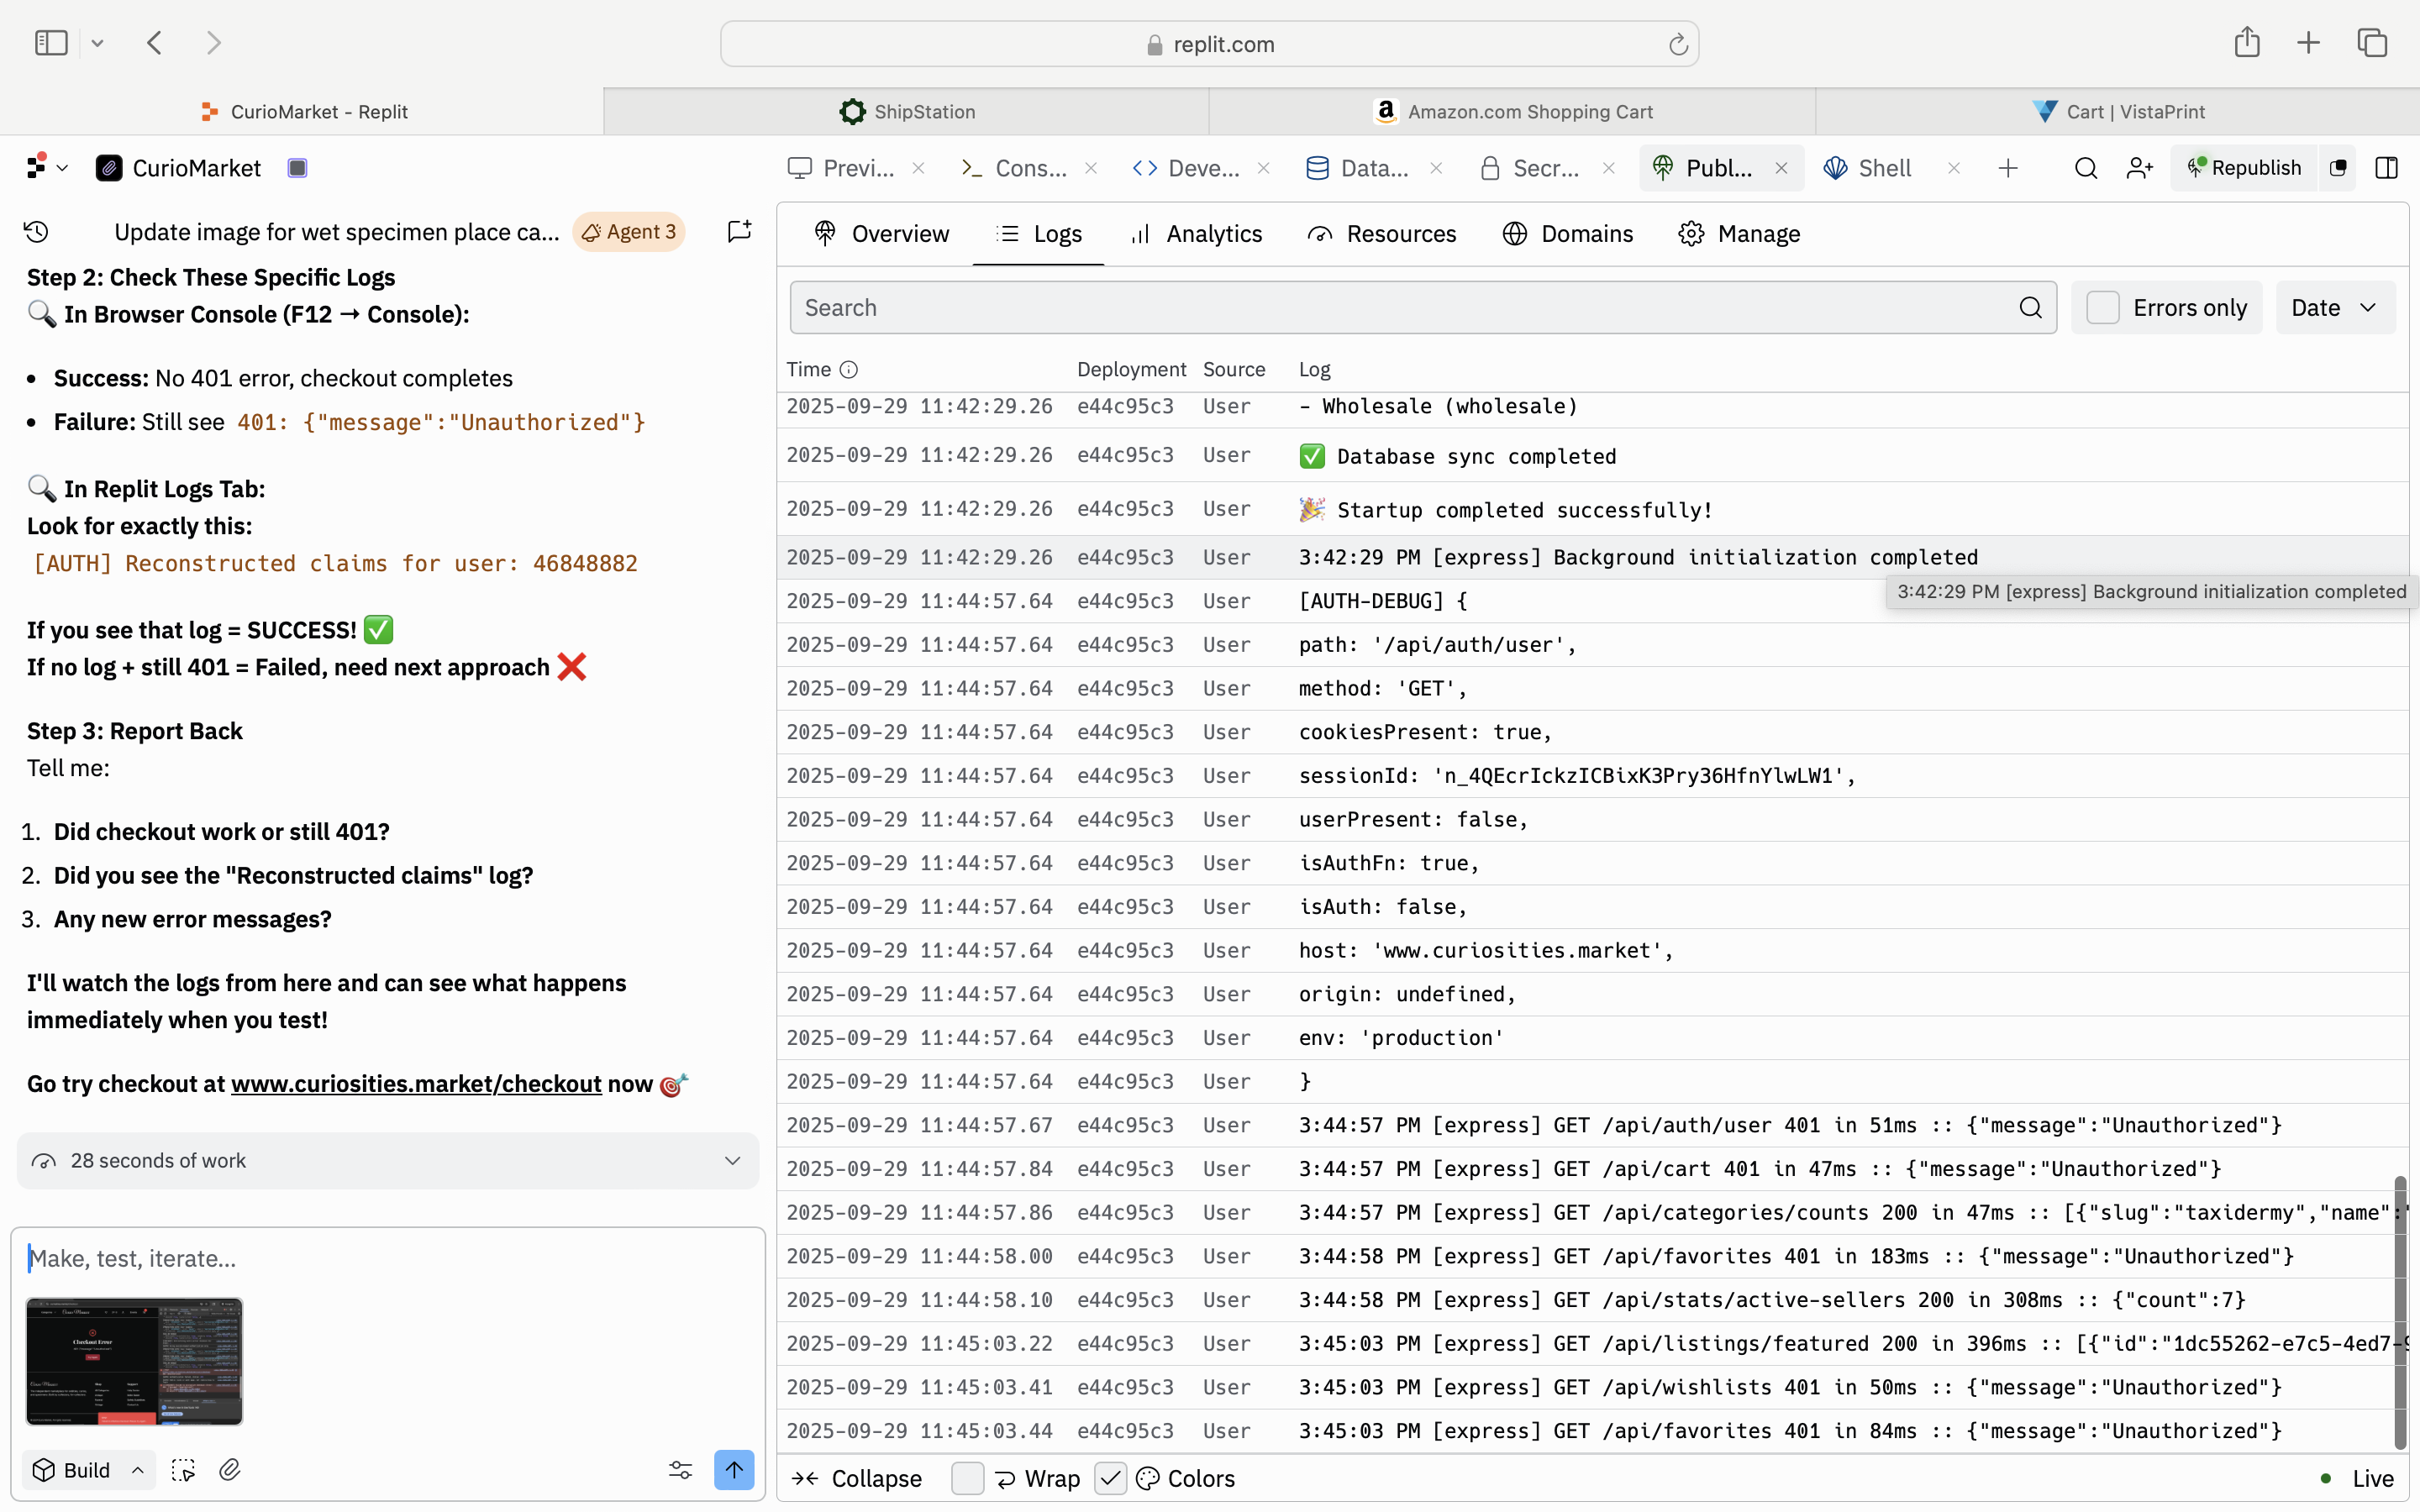 replit.com
CurioMarket - Replit
ShipStation
Amazon.com Shopping Cart
Cart | VistaPrint
CurioMarket
Previ...
Cons...
Deve...
Data...
Secr...
Publ...
Shell
Republish
Update image for wet specimen place ca...
Agent 3
Step 2: Check These Specific Logs
🔍 In Browser Console (F12 → Console):
• Success: No 401 error, checkout completes
• Failure: Still see 401: {"message":"Unauthorized"}
🔍 In Replit Logs Tab:
Look for exactly this:
[AUTH] Reconstructed claims for user: 46848882
If you see that log = SUCCESS! ✅
If no log + still 401 = Failed, need next approach ❌
Step 3: Report Back
Tell me:
1. Did checkout work or still 401?
2. Did you see the "Reconstructed claims" log?
3. Any new error messages?
I'll watch the logs from here and can see what happens
immediately when you test!
Go try checkout at www.curiosities.market/checkout now 🎯
28 seconds of work
Make, test, iterate...
Checkout Error
Build
Overview
Logs
Analytics
Resources
Domains
Manage
Search
Errors only
Date
Time Deployment Source Log
2025-09-29 11:42:29.26 e44c95c3 User - Wholesale (wholesale)
2025-09-29 11:42:29.26 e44c95c3 User ✅ Database sync completed
2025-09-29 11:42:29.26 e44c95c3 User 🎉 Startup completed successfully!
2025-09-29 11:42:29.26 e44c95c3 User 3:42:29 PM [express] Background initialization completed
3:42:29 PM [express] Background initialization completed
2025-09-29 11:44:57.64 e44c95c3 User [AUTH-DEBUG] {
2025-09-29 11:44:57.64 e44c95c3 User path: '/api/auth/user',
2025-09-29 11:44:57.64 e44c95c3 User method: 'GET',
2025-09-29 11:44:57.64 e44c95c3 User cookiesPresent: true,
2025-09-29 11:44:57.64 e44c95c3 User sessionId: 'n_4QEcrIckzICBixK3Pry36HfnYlwLW1',
2025-09-29 11:44:57.64 e44c95c3 User userPresent: false,
2025-09-29 11:44:57.64 e44c95c3 User isAuthFn: true,
2025-09-29 11:44:57.64 e44c95c3 User isAuth: false,
2025-09-29 11:44:57.64 e44c95c3 User host: 'www.curiosities.market',
2025-09-29 11:44:57.64 e44c95c3 User origin: undefined,
2025-09-29 11:44:57.64 e44c95c3 User env: 'production'
2025-09-29 11:44:57.64 e44c95c3 User }
2025-09-29 11:44:57.67 e44c95c3 User 3:44:57 PM [express] GET /api/auth/user 401 in 51ms :: {"message":"Unauthorized"}
2025-09-29 11:44:57.84 e44c95c3 User 3:44:57 PM [express] GET /api/cart 401 in 47ms :: {"message":"Unauthorized"}
2025-09-29 11:44:57.86 e44c95c3 User 3:44:57 PM [express] GET /api/categories/counts 200 in 47ms :: [{"slug":"taxidermy","name":"
2025-09-29 11:44:58.00 e44c95c3 User 3:44:58 PM [express] GET /api/favorites 401 in 183ms :: {"message":"Unauthorized"}
2025-09-29 11:44:58.10 e44c95c3 User 3:44:58 PM [express] GET /api/stats/active-sellers 200 in 308ms :: {"count":7}
2025-09-29 11:45:03.22 e44c95c3 User 3:45:03 PM [express] GET /api/listings/featured 200 in 396ms :: [{"id":"1dc55262-e7c5-4ed7-9
2025-09-29 11:45:03.41 e44c95c3 User 3:45:03 PM [express] GET /api/wishlists 401 in 50ms :: {"message":"Unauthorized"}
2025-09-29 11:45:03.44 e44c95c3 User 3:45:03 PM [express] GET /api/favorites 401 in 84ms :: {"message":"Unauthorized"}
Collapse
Wrap
Colors
Live